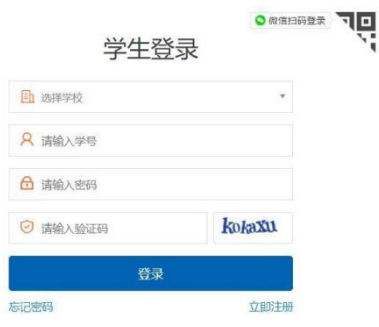 微信扫码登录
学生登录
选择学校
请输入学号
请输入密码
请输入验证码
kokaxu
登录
忘记密码 立即注册